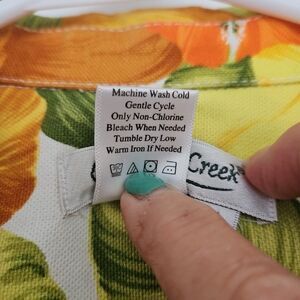 Machine Wash Cold
Gentle Cycle
Only Non-Chlorine
Bleach When Needed
Tumble Dry Low
Warm Iron If Needed
Creek